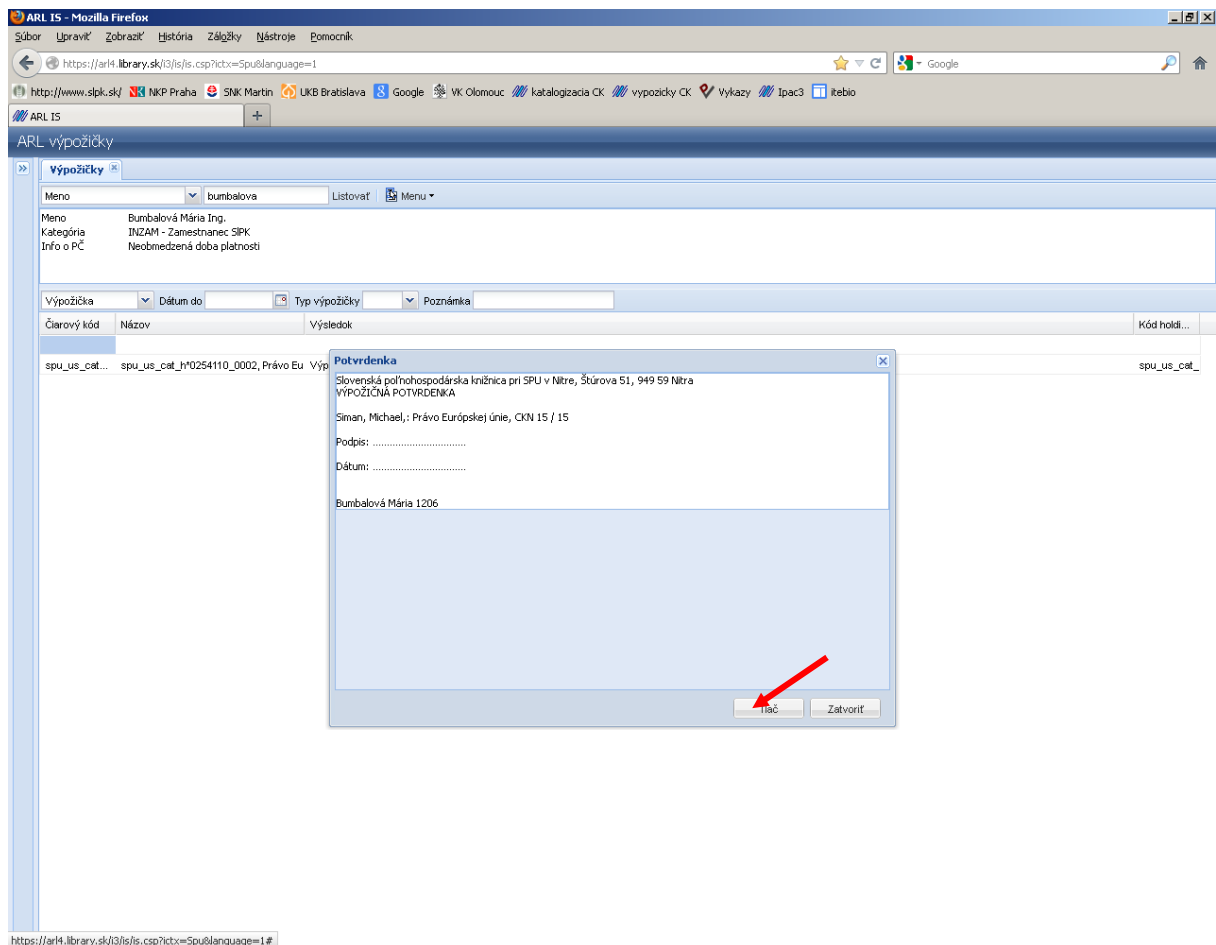 ARL IS - Mozilla Firefox
Súbor Upraviť Zobraziť História Záložky Nástroje Pomocník
https://arl4.library.sk/i3/is/is.csp?ictx=Spu&language=1 Google
http://www.slpk.sk/ NKP Praha SNK Martin UKB Bratislava Google VK Olomouc katalogizacia CK vypozicky CK Vykazy Ipac3 itebio
ARL IS
ARL výpožičky
Výpožičky
Meno bumbalova Listovať Menu
Meno Bumbalová Mária Ing.
Kategória INZAM - Zamestnanec SlPK
Info o PČ Neobmedzená doba platnosti
Výpožička Dátum do Typ výpožičky Poznámka
Čiarový kód Názov Výsledok Kód holdi...
spu_us_cat... spu_us_cat_h*0254110_0002, Právo Eu Výp spu_us_cat_
Potvrdenka
Slovenská poľnohospodárska knižnica pri SPU v Nitre, Štúrova 51, 949 59 Nitra
VÝPOŽIČNÁ POTVRDENKA
Siman, Michael,: Právo Európskej únie, CKN 15 / 15
Podpis: ................................
Dátum: ................................
Bumbalová Mária 1206
Tlač Zatvoriť
https://arl4.library.sk/i3/is/is.csp?ictx=Spu&language=1#